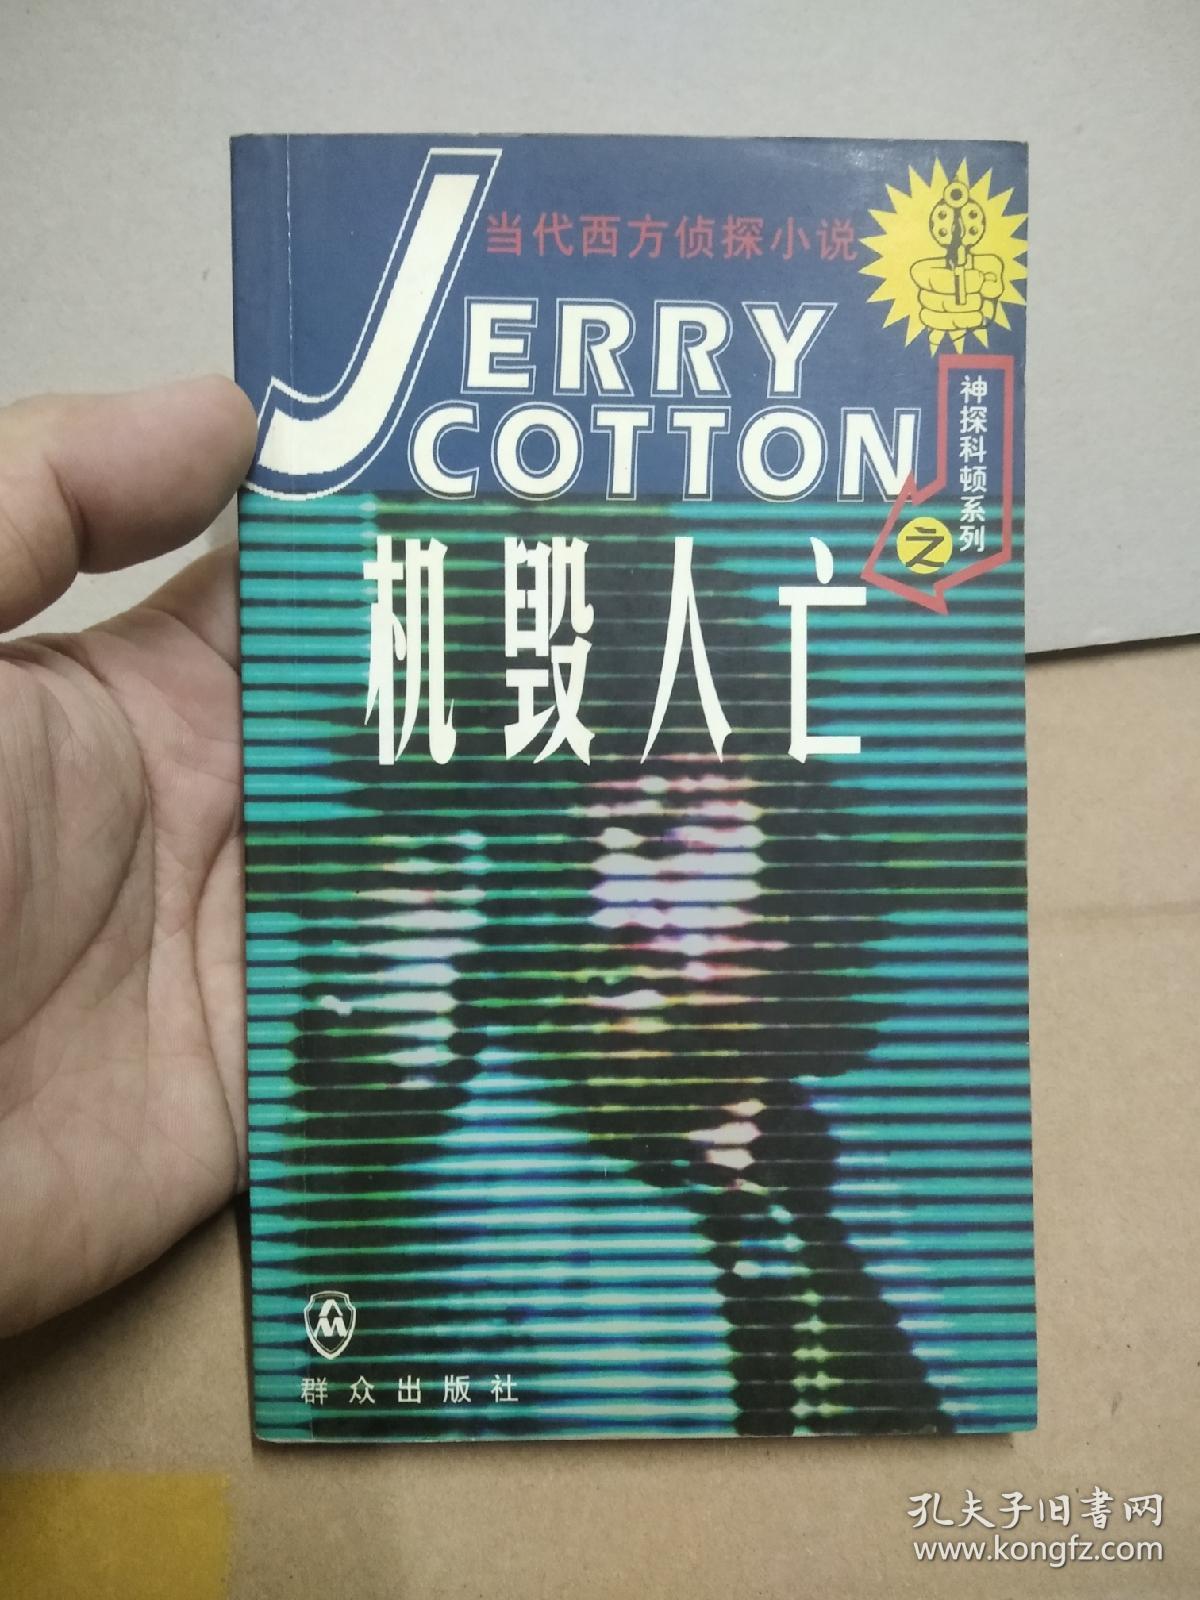 当代西方侦探小说
JERRY
COTTON
神探科顿系列
之
机毁人亡
群众出版社
孔夫子旧书网
www.kongfz.com